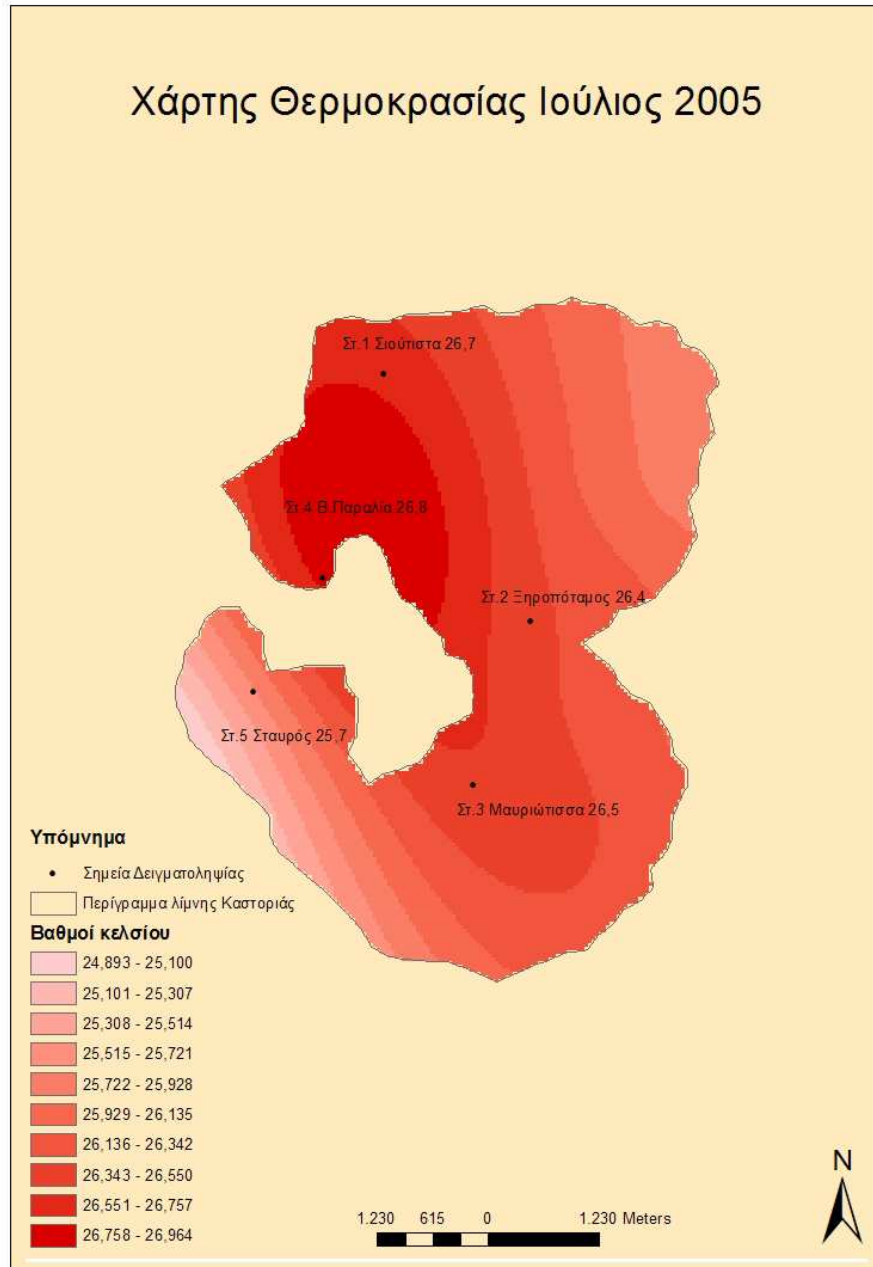 Χάρτης Θερμοκρασίας Ιούλιος 2005
Στ.1 Σιούτιστα 26,7
Στ.4 Β.Παραλία 26,8
Στ.2 Ξηροπόταμος 26,4
Στ.5 Σταυρός 25,7
Στ.3 Μαυριώτισσα 26,5
Υπόμνημα
Σημεία Δειγματοληψίας
Περίγραμμα λίμνης Καστοριάς
Βαθμοί κελσίου
24,893 - 25,100
25,101 - 25,307
25,308 - 25,514
25,515 - 25,721
25,722 - 25,928
25,929 - 26,135
26,136 - 26,342
26,343 - 26,550
26,551 - 26,757
26,758 - 26,964
1.230 615 0 1.230 Meters
N